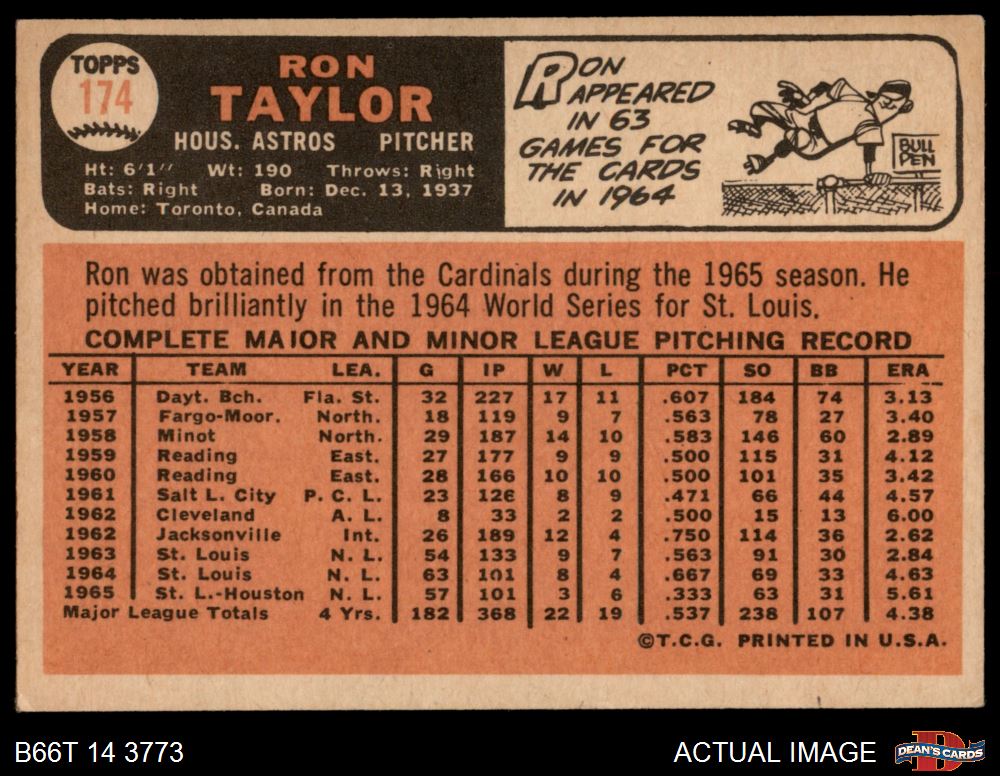 TOPPS
174
RON
TAYLOR
HOUS. ASTROS PITCHER
Ht: 6'1" Wt: 190 Throws: Right
Bats: Right Born: Dec. 13, 1937
Home: Toronto, Canada
RON
APPEARED
IN 63
GAMES FOR
THE CARDS
IN 1964
BULL
PEN
Ron was obtained from the Cardinals during the 1965 season. He
pitched brilliantly in the 1964 World Series for St. Louis.
COMPLETE MAJOR AND MINOR LEAGUE PITCHING RECORD
YEAR TEAM LEA. G IP W L PCT SO BB ERA
1956 Dayt. Bch. Fla. St. 32 227 17 11 .607 184 74 3.13
1957 Fargo-Moor. North. 18 119 9 7 .563 78 27 3.40
1958 Minot North. 29 187 14 10 .583 146 60 2.89
1959 Reading East. 27 177 9 9 .500 115 31 4.12
1960 Reading East. 28 166 10 10 .500 101 35 3.42
1961 Salt L. City P. C. L. 23 126 8 9 .471 66 44 4.57
1962 Cleveland A. L. 8 33 2 2 .500 15 13 6.00
1962 Jacksonville Int. 26 189 12 4 .750 114 36 2.62
1963 St. Louis N. L. 54 133 9 7 .563 91 30 2.84
1964 St. Louis N. L. 63 101 8 4 .667 69 33 4.63
1965 St. L.-Houston N. L. 57 101 3 6 .333 63 31 5.61
Major League Totals 4 Yrs. 182 368 22 19 .537 238 107 4.38
©T.C.G. PRINTED IN U.S.A.
B66T 14 3773
ACTUAL IMAGE
DEAN'S CARDS